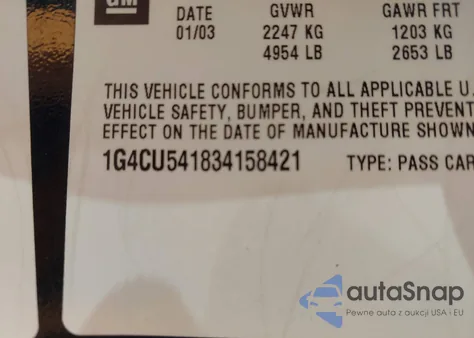 GM
DATE GVWR GAWR FRT
01/03 2247 KG 1203 KG
4954 LB 2653 LB
THIS VEHICLE CONFORMS TO ALL APPLICABLE U.
VEHICLE SAFETY, BUMPER, AND THEFT PREVENT
EFFECT ON THE DATE OF MANUFACTURE SHOWN
1G4CU541834158421 TYPE: PASS CAR
autaSnap
Pewne auta z aukcji USA i EU